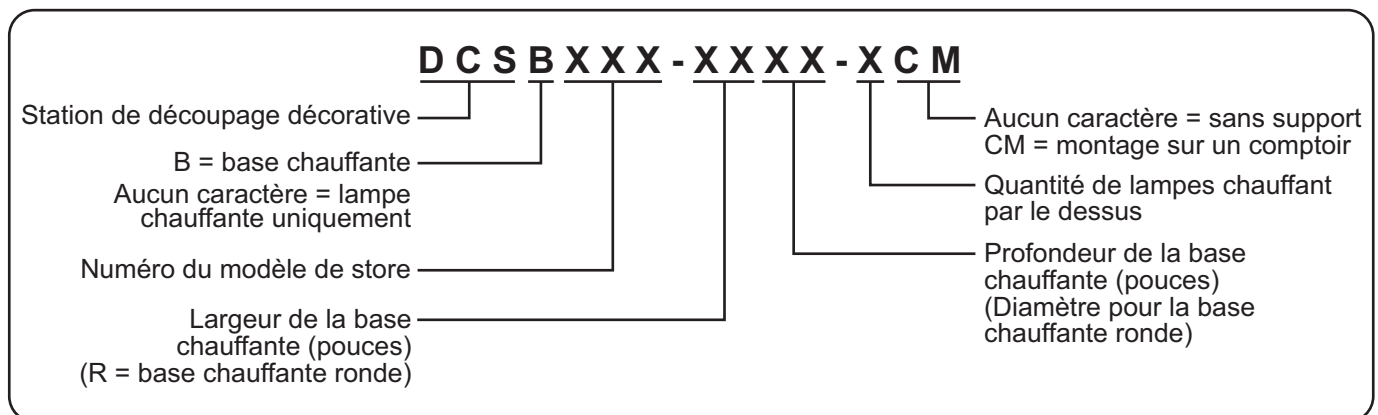 D C S B X X X - X X X X - X C M
Station de découpage décorative
B = base chauffante
Aucun caractère = lampe
chauffante uniquement
Numéro du modèle de store
Largeur de la base
chauffante (pouces)
(R = base chauffante ronde)
Aucun caractère = sans support
CM = montage sur un comptoir
Quantité de lampes chauffant
par le dessus
Profondeur de la base
chauffante (pouces)
(Diamètre pour la base
chauffante ronde)